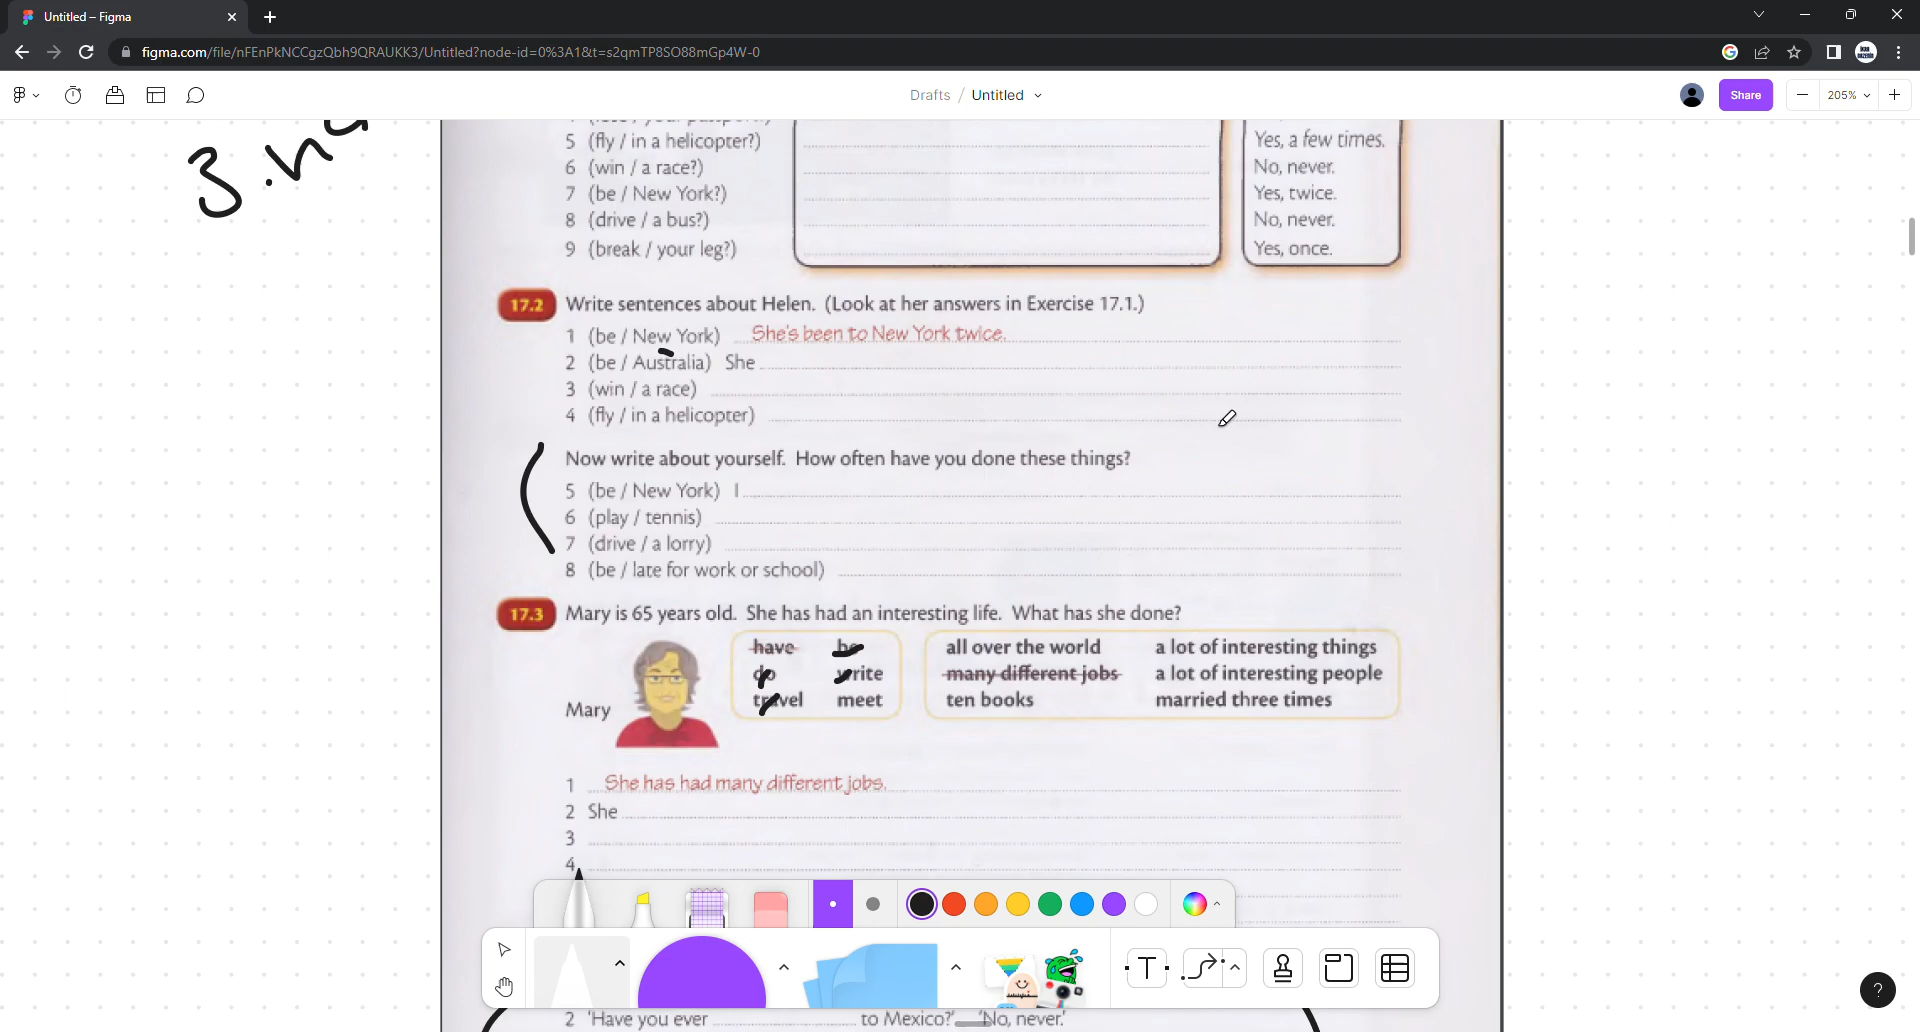 Untitled – Figma
figma.com/file/nFEnPkNCCgzQbh9QRAUKK3/Untitled?node-id=0%3A1&t=s2qmTP8SO88mGp4W-0
Drafts / Untitled
Share
205%
3.
5 (fly / in a helicopter?) Yes, a few times.
6 (win / a race?) No, never.
7 (be / New York?) Yes, twice.
8 (drive / a bus?) No, never.
9 (break / your leg?) Yes, once.
17.2 Write sentences about Helen. (Look at her answers in Exercise 17.1.)
1 (be / New York) She's been to New York twice.
2 (be / Australia) She
3 (win / a race)
4 (fly / in a helicopter)
Now write about yourself. How often have you done these things?
5 (be / New York) I
6 (play / tennis)
7 (drive / a lorry)
8 (be / late for work or school)
17.3 Mary is 65 years old. She has had an interesting life. What has she done?
have be all over the world a lot of interesting things
do write many different jobs a lot of interesting people
travel meet ten books married three times
Mary
1 She has had many different jobs.
2 She
3
4
T
?
2 'Have you ever to Mexico?' 'No, never.'